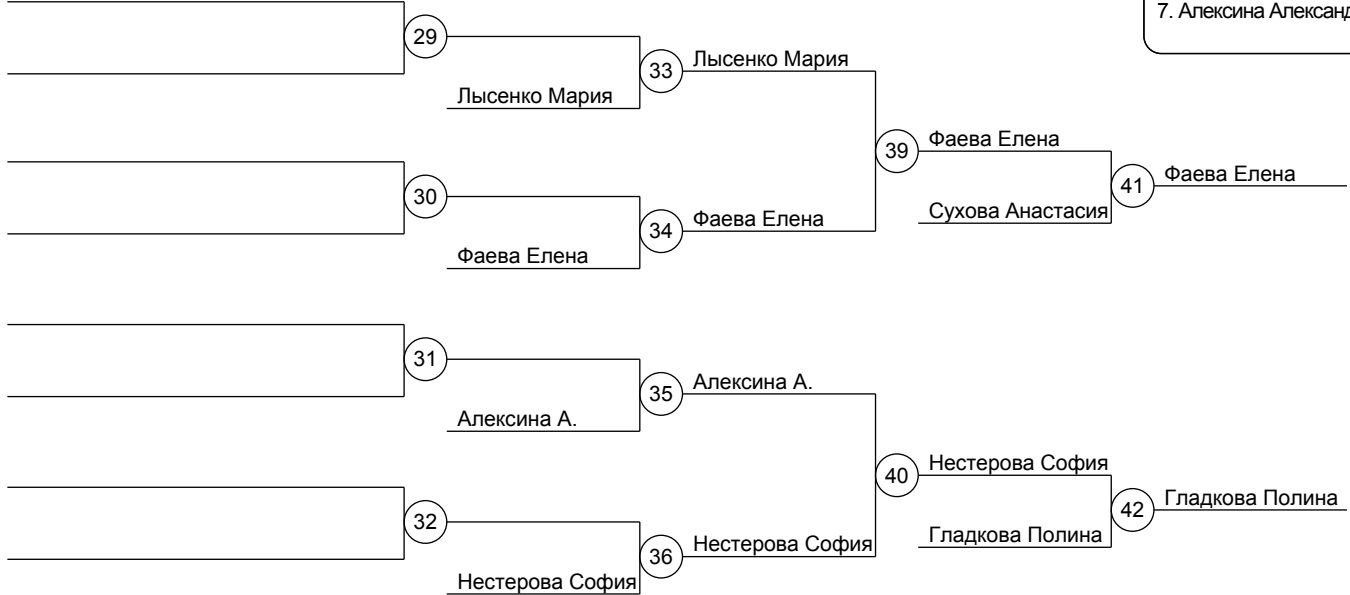 7. Алексина Александ
29
33
Лысенко Мария
Лысенко Мария
39
Фаева Елена
30
41
Фаева Елена
34
Фаева Елена
Сухова Анастасия
Фаева Елена
31
35
Алексина А.
Алексина А.
40
Нестерова София
32
42
Гладкова Полина
36
Нестерова София
Гладкова Полина
Нестерова София